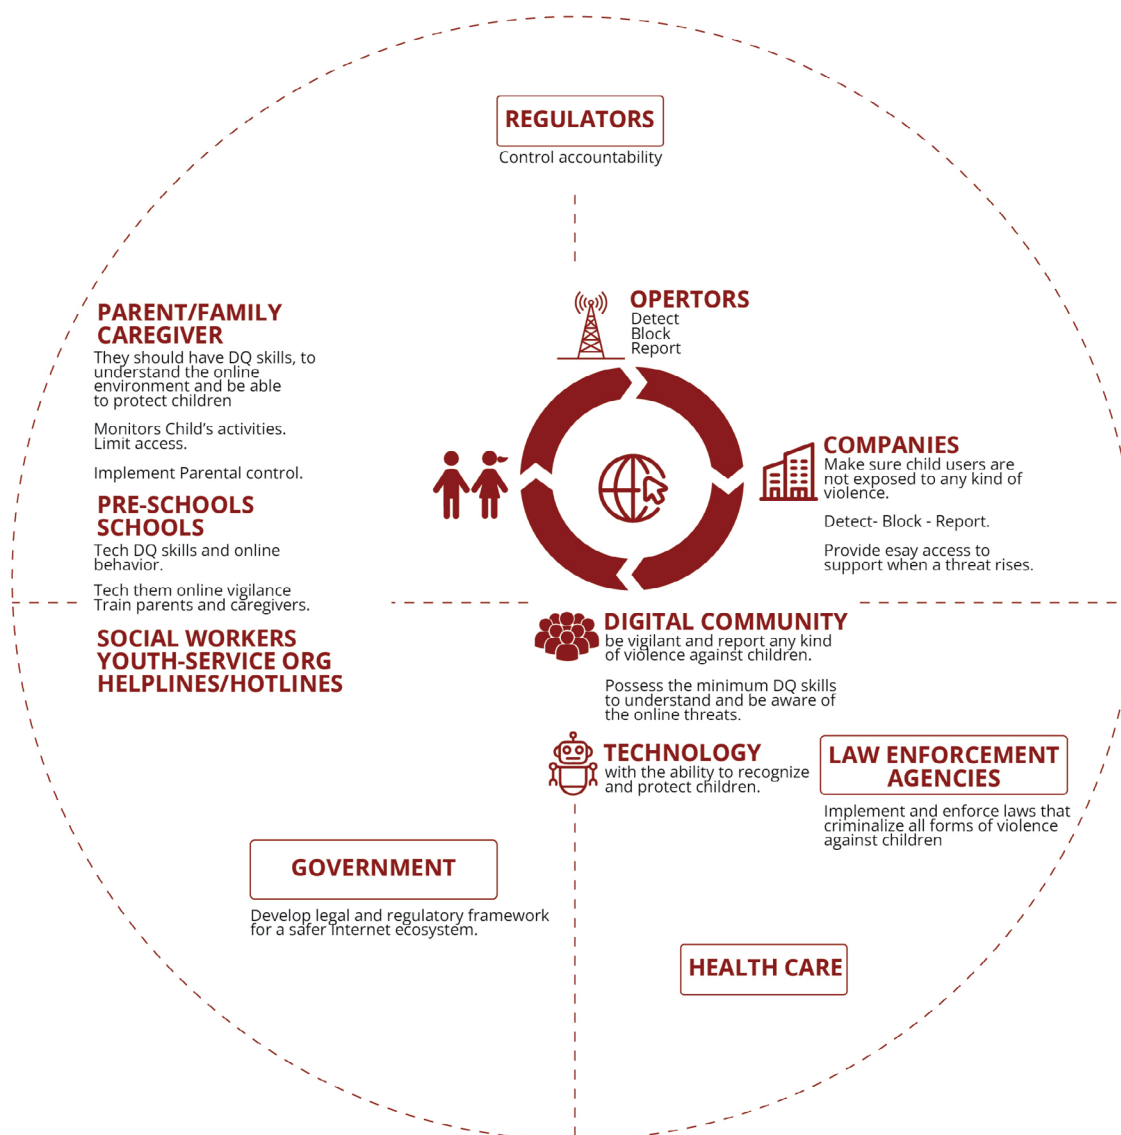 REGULATORS
Control accountability
OPERTORS
Detect
Block
Report
PARENT/FAMILY
CAREGIVER
They should have DQ skills, to
understand the online
environment and be able
to protect children
Monitors Child's activities.
Limit access.
Implement Parental control.
PRE-SCHOOLS
SCHOOLS
Tech DQ skills and online
behavior.
Tech them online vigilance
Train parents and caregivers.
SOCIAL WORKERS
YOUTH-SERVICE ORG
HELPLINES/HOTLINES
COMPANIES
Make sure child users are
not exposed to any kind of
violence.
Detect- Block - Report.
Provide esay access to
support when a threat rises.
DIGITAL COMMUNITY
be vigilant and report any kind
of violence against children.
Possess the minimum DQ skills
to understand and be aware of
the online threats.
TECHNOLOGY
with the ability to recognize
and protect children.
LAW ENFORCEMENT
AGENCIES
Implement and enforce laws that
criminalize all forms of violence
against children
GOVERNMENT
Develop legal and regulatory framework
for a safer internet ecosystem.
HEALTH CARE